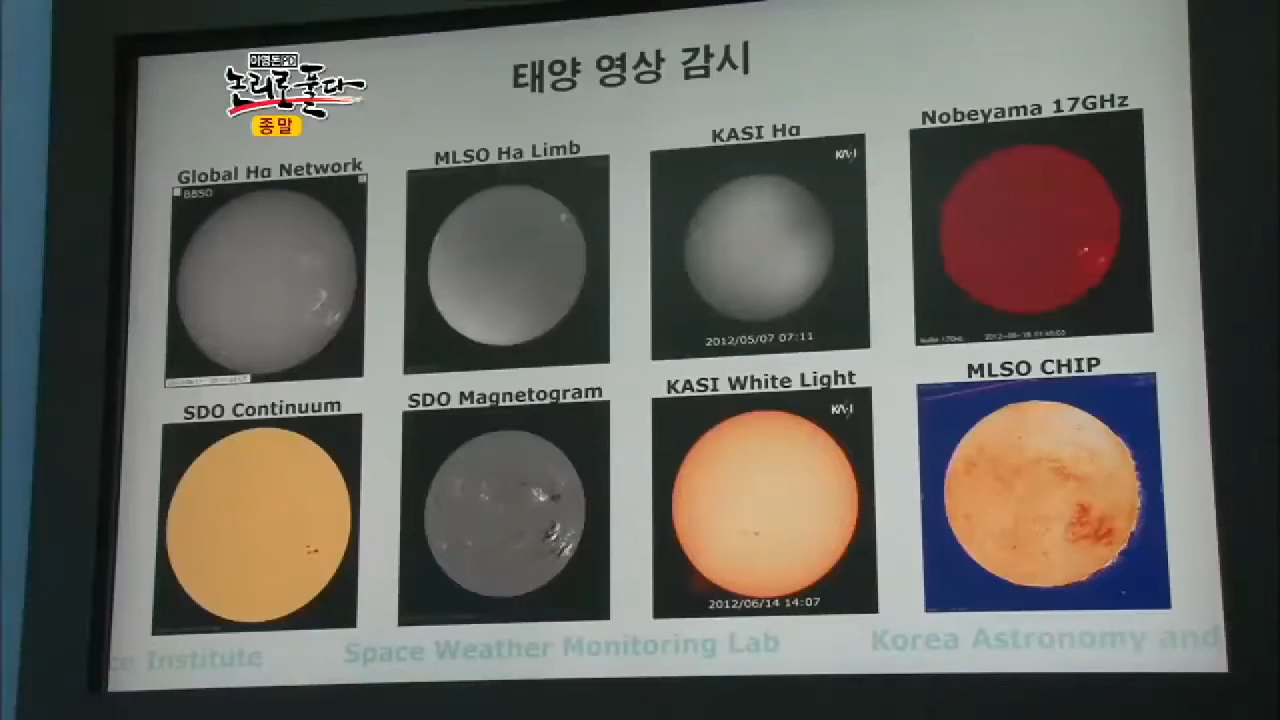 이영돈PD
논리로풀다
종말
태양 영상 감시
Global Hα Network
MLSO Hα Limb
KASI Hα
Nobeyama 17GHz
BBSO
KASI
2012/05/07 07:11
SDO Continuum
SDO Magnetogram
KASI White Light
MLSO CHIP
KASI
2012/06/14 14:07
ce Institute
Space Weather Monitoring Lab
Korea Astronomy and